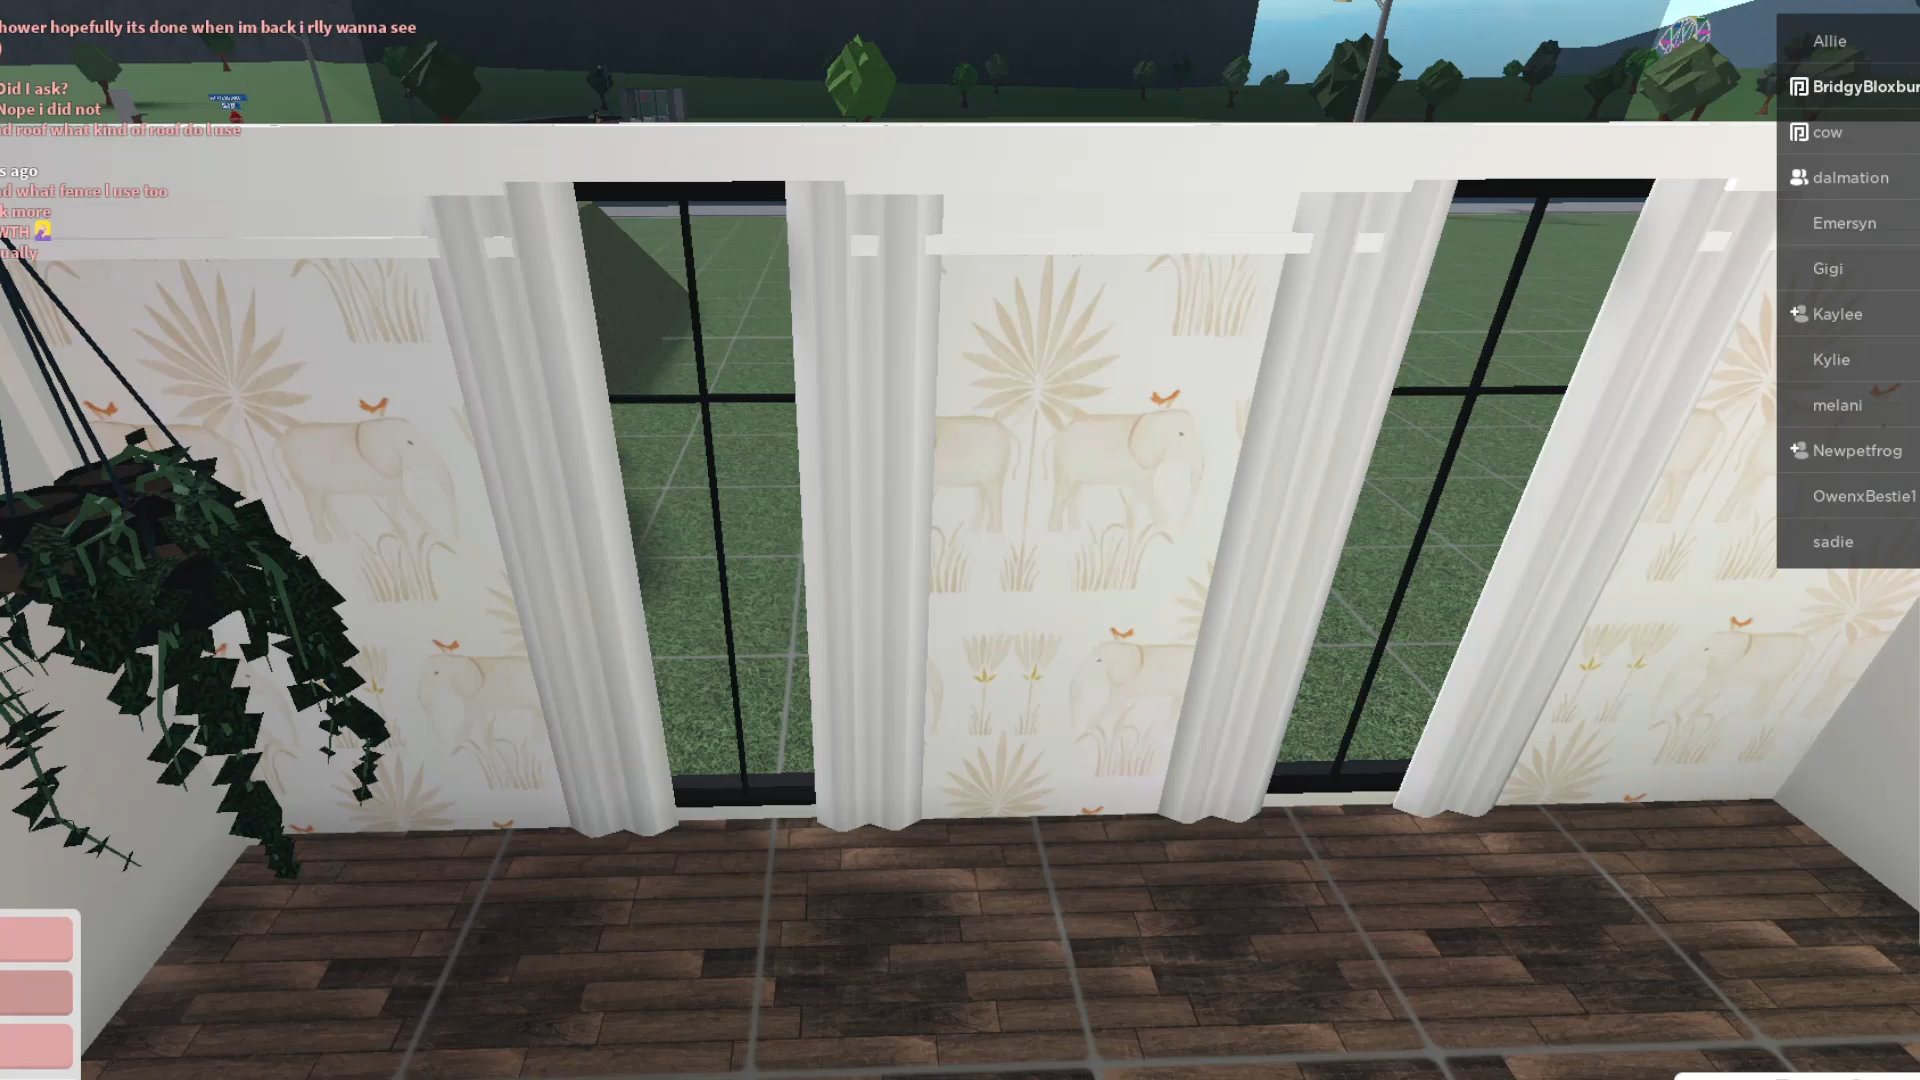 hower hopefully its done when im back i rlly wanna see
)
Did I ask?
Nope i did not
d roof what kind of roof do l use
s ago
d what fence l use too
k more
WTH
ually
Allie
BridgyBloxbur
cow
dalmation
Emersyn
Gigi
Kaylee
Kylie
melani
Newpetfrog
OwenxBestie1
sadie